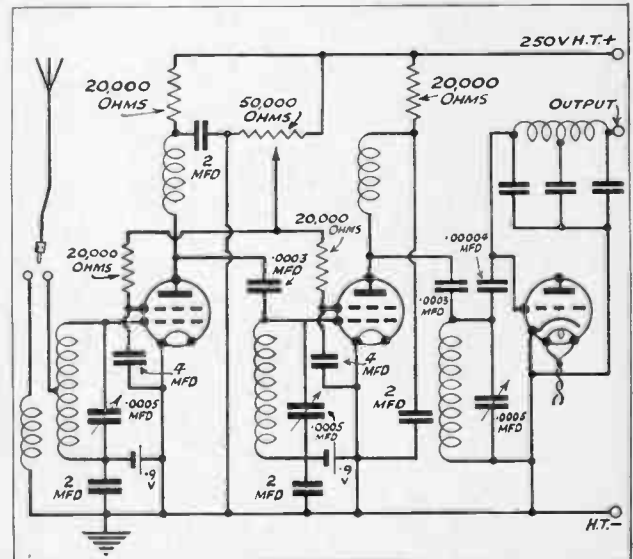 250V H.T.+
20,000
OHMS
50,000
OHMS
20,000
OHMS
OUTPUT
2
MFD
20,000
OHMS
20,000
OHMS
.0003
MFD
.00004
MFD
.0003
MFD
4
MFD
4
MFD
2
MFD
.0005
MFD
.0005
MFD
.0005
MFD
.9
V
.9
V
2
MFD
2
MFD
H.T.-